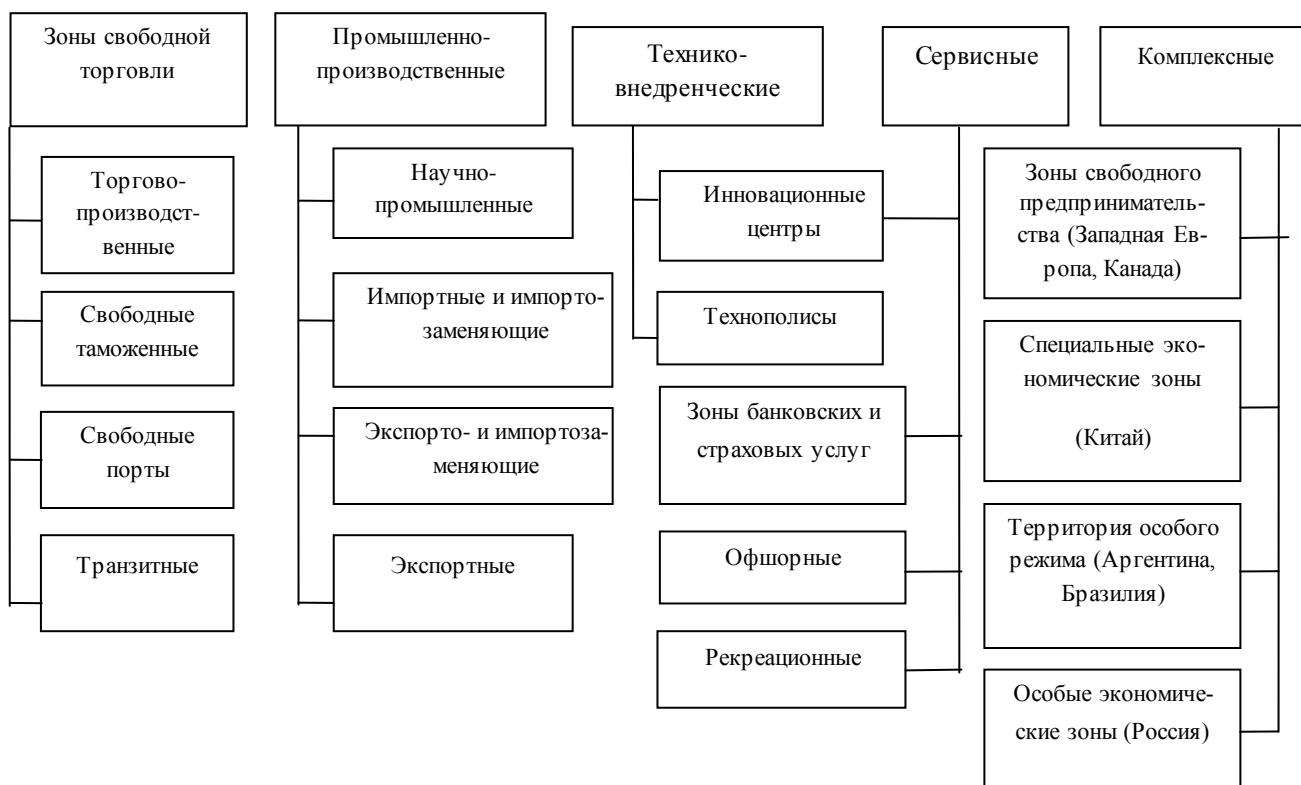 Зоны свободной
торговли
Промышленно-
производственные
Технико-
внедренческие
Сервисные
Комплексные
Торгово-
производст-
венные
Свободные
таможенные
Свободные
порты
Транзитные
Научно-
промышленные
Импортные и импорто-
заменяющие
Экспорто- и импортоза-
меняющие
Экспортные
Инновационные
центры
Технополисы
Зоны банковских и
страховых услуг
Офшорные
Рекреационные
Зоны свободного
предприниматель-
ства (Западная Ев-
ропа, Канада)
Специальные эко-
номические зоны
(Китай)
Территория особого
режима (Аргентина,
Бразилия)
Особые экономиче-
ские зоны (Россия)